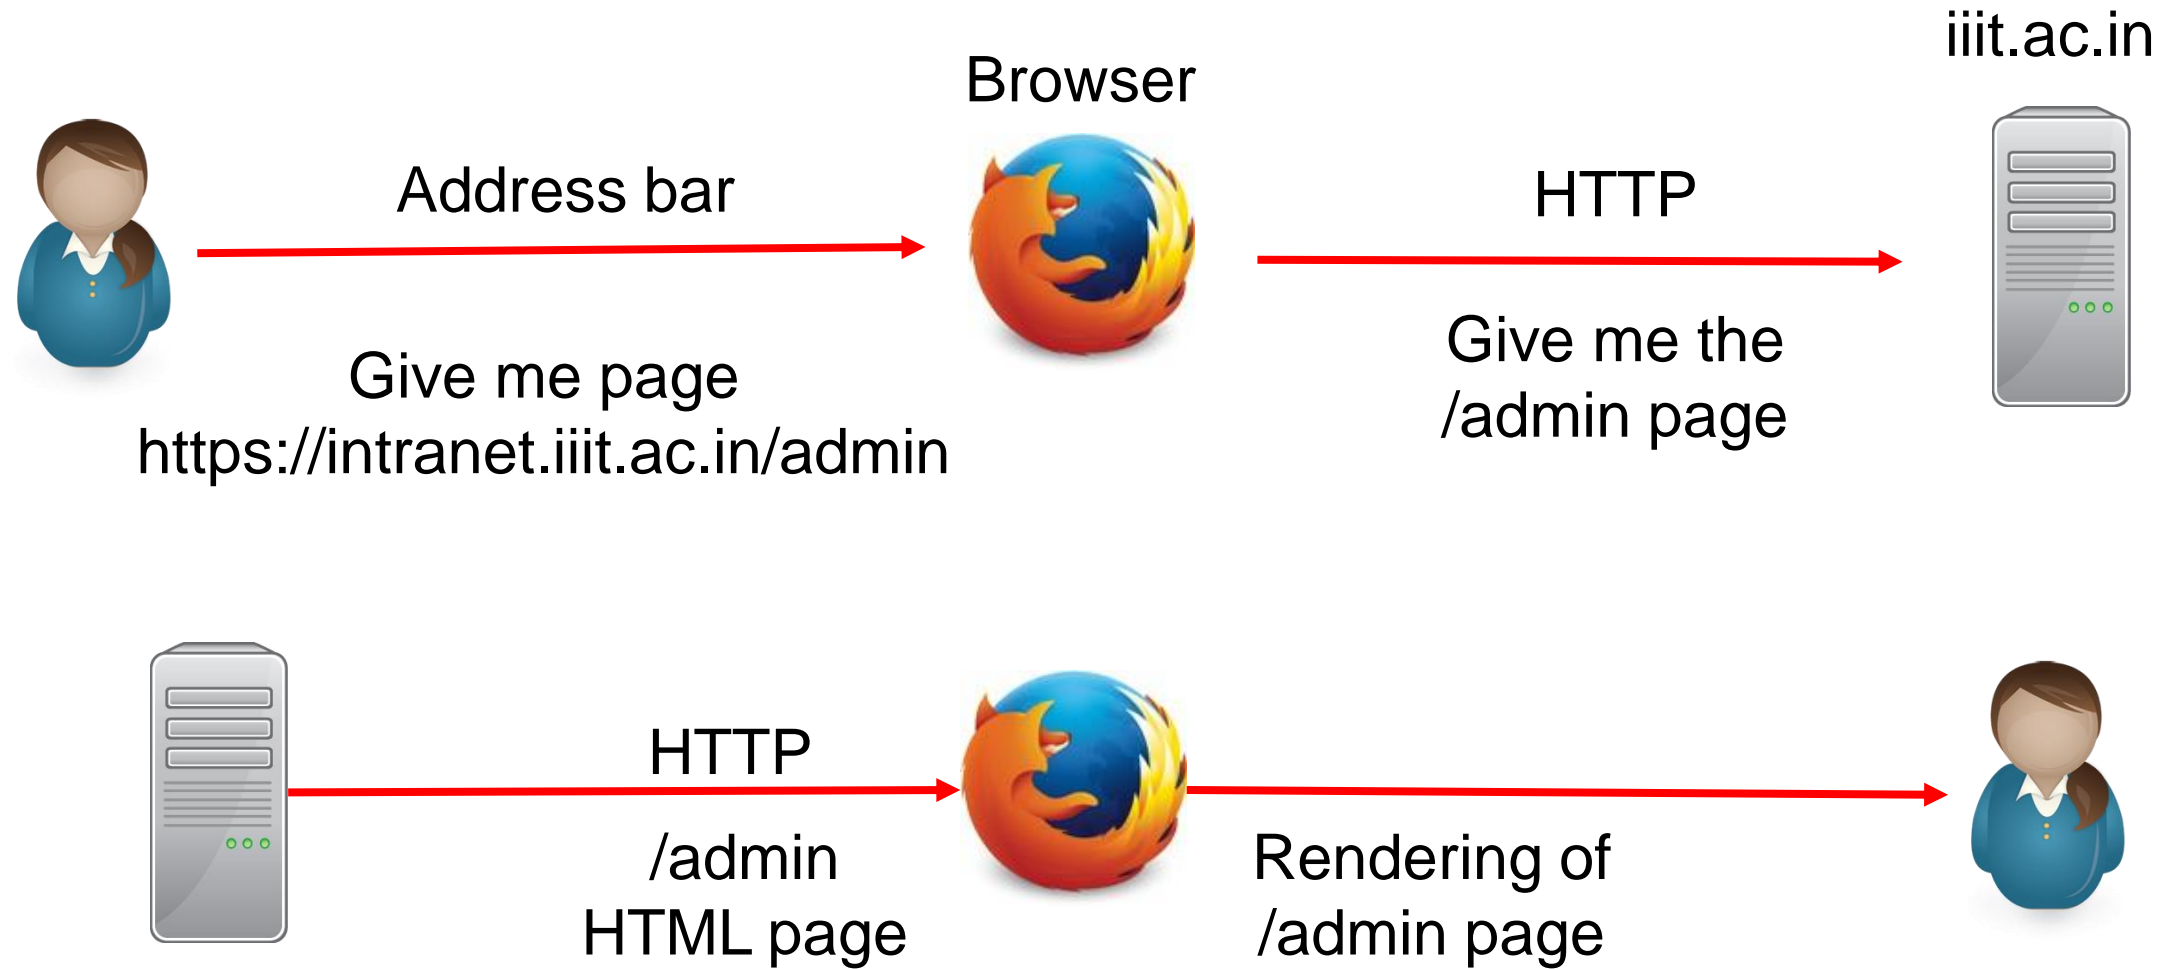 iiit.ac.in
Browser
Address bar
HTTP
Give me page
https://intranet.iiit.ac.in/admin
Give me the
/admin page
HTTP
/admin
HTML page
Rendering of
/admin page